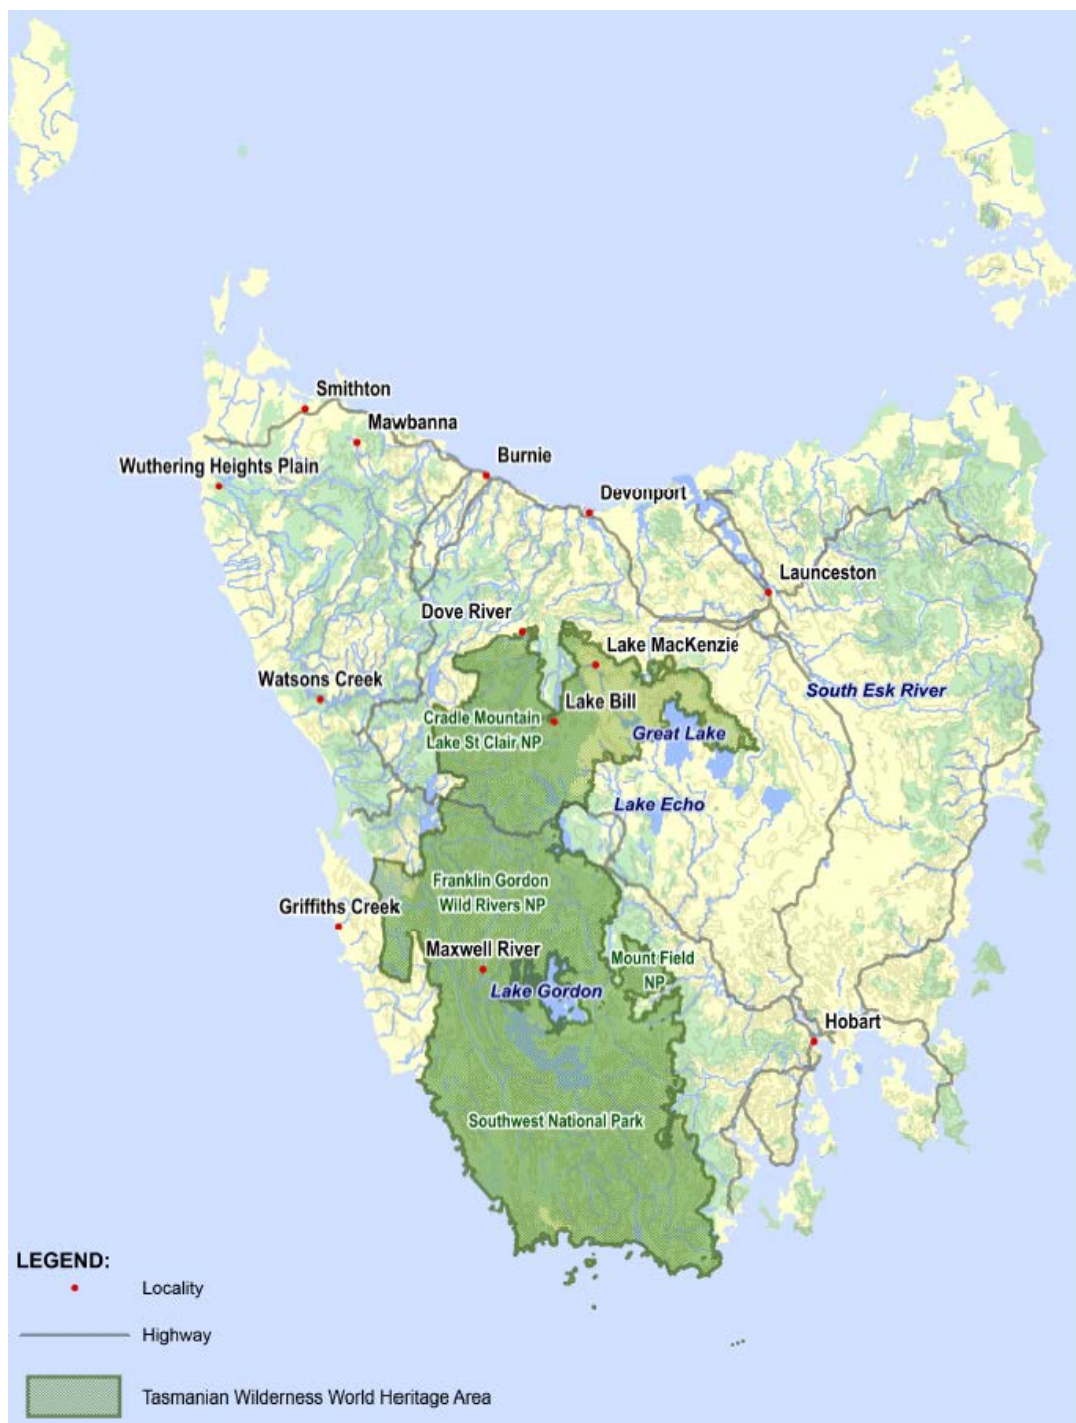 Smithton
Mawbanna
Burnie
Wuthering Heights Plain
Devonport
Launceston
Dove River
Lake MacKenzie
Watsons Creek
South Esk River
Lake Bill
Cradle Mountain
Lake St Clair NP
Great Lake
Lake Echo
Franklin Gordon
Wild Rivers NP
Griffiths Creek
Maxwell River
Mount Field
NP
Lake Gordon
Hobart
Southwest National Park
LEGEND:
Locality
Highway
Tasmanian Wilderness World Heritage Area